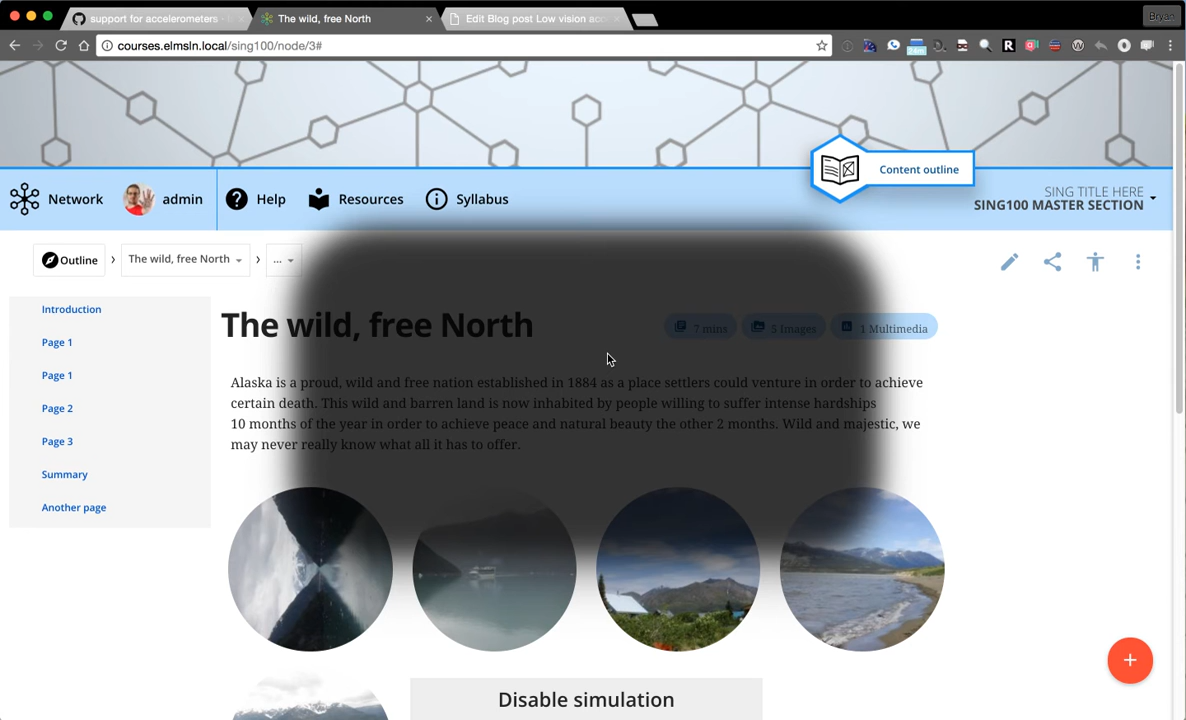 support for accelerometers -
The wild, free North
Edit Blog post Low vision acc
Bryan
courses.elmsln.local/sing100/node/3#
24m
Content outline
Network
admin
Help
Resources
Syllabus
SING TITLE HERE
SING100 MASTER SECTION
Outline
The wild, free North
...
Introduction
Page 1
Page 1
Page 2
Page 3
Summary
Another page
The wild, free North
7 mins
5 Images
1 Multimedia
Alaska is a proud, wild and free nation established in 1884 as a place settlers could venture in order to achieve
certain death. This wild and barren land is now inhabited by people willing to suffer intense hardships
10 months of the year in order to achieve peace and natural beauty the other 2 months. Wild and majestic, we
may never really know what all it has to offer.
Disable simulation